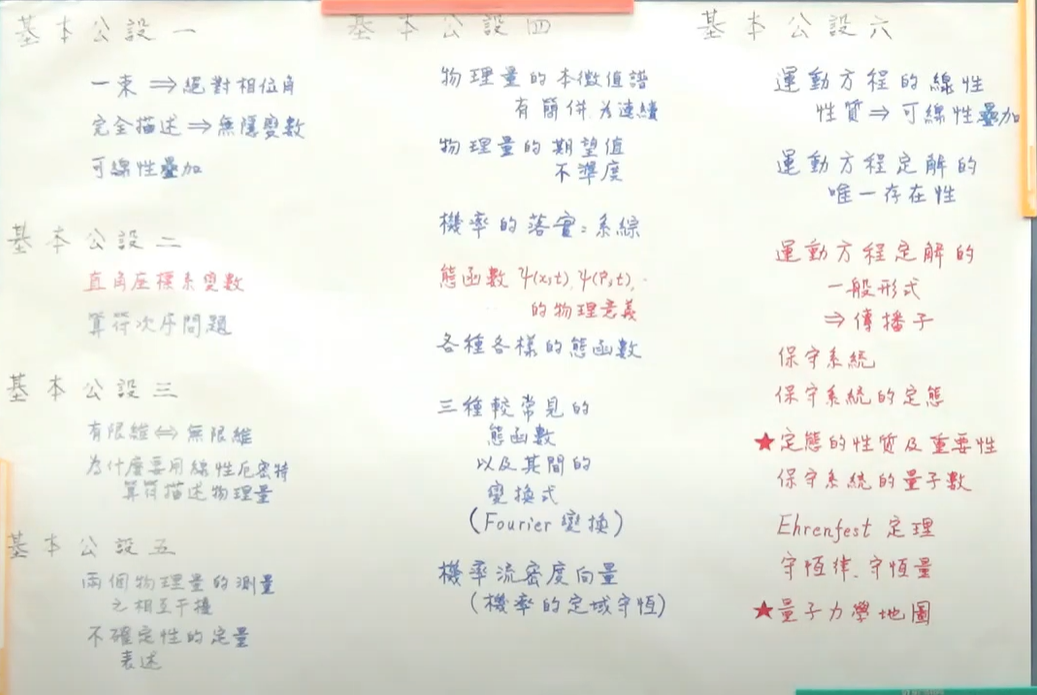 基本公設一
一束⇒絕對相位角
完全描述⇒無隱變數
可線性疊加
基本公設二
直角座標系變數
算符次序問題
基本公設三
有限維⇔無限維
為什麼要用線性厄密特
算符描述物理量
基本公設五
兩個物理量的測量
之相互干擾
不確定性的定量
表述
基本公設四
物理量的本徵值譜
有簡併為連續
物理量的期望值
不準度
機率的落實:系綜
態函數 ψ(x,t), ψ(p,t),
的物理意義
各種各樣的態函數
三種較常見的
態函數
以及其間的
變換式
(Fourier 變換)
機率流密度向量
(機率的定域守恆)
基本公設六
運動方程的線性
性質⇒可線性疊加
運動方程定解的
唯一存在性
運動方程定解的
一般形式
⇒傳播子
保守系統
保守系統的定態
★定態的性質及重要性
保守系統的量子數
Ehrenfest 定理
守恆律、守恆量
★量子力學地圖